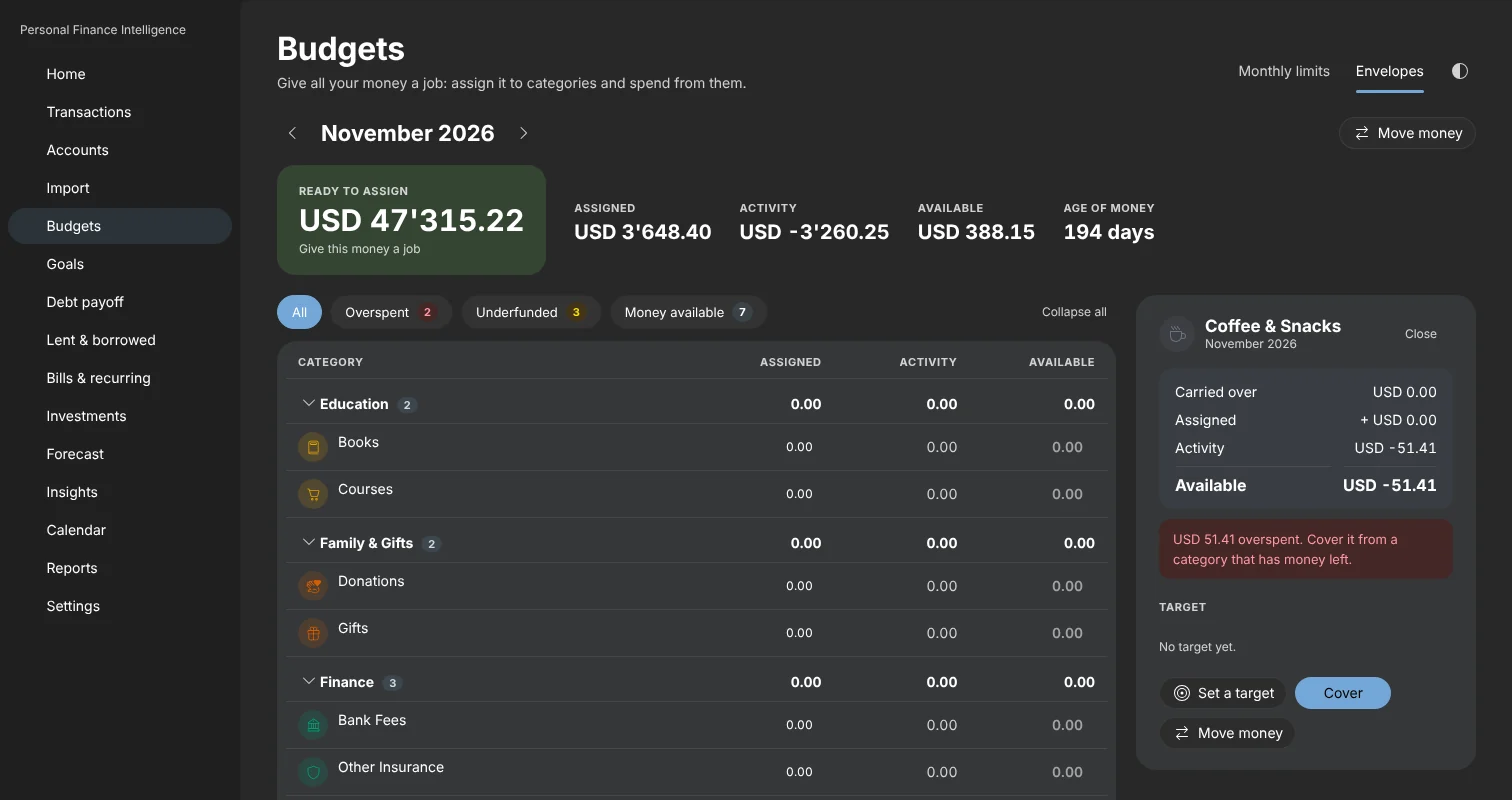 Personal Finance Intelligence
Home
Transactions
Accounts
Import
Budgets
Goals
Debt payoff
Lent & borrowed
Bills & recurring
Investments
Forecast
Insights
Calendar
Reports
Settings
Budgets
Give all your money a job: assign it to categories and spend from them.
Monthly limits
Envelopes
November 2026
Move money
READY TO ASSIGN
USD 47'315.22
Give this money a job
ASSIGNED
USD 3'648.40
ACTIVITY
USD -3'260.25
AVAILABLE
USD 388.15
AGE OF MONEY
194 days
All
Overspent 2
Underfunded 3
Money available 7
Collapse all
CATEGORY ASSIGNED ACTIVITY AVAILABLE
Education 2 0.00 0.00 0.00
Books 0.00 0.00 0.00
Courses 0.00 0.00 0.00
Family & Gifts 2 0.00 0.00 0.00
Donations 0.00 0.00 0.00
Gifts 0.00 0.00 0.00
Finance 3 0.00 0.00 0.00
Bank Fees 0.00 0.00 0.00
Other Insurance 0.00 0.00 0.00
Coffee & Snacks
November 2026
Close
Carried over USD 0.00
Assigned + USD 0.00
Activity USD -51.41
Available USD -51.41
USD 51.41 overspent. Cover it from a
category that has money left.
TARGET
No target yet.
Set a target
Cover
Move money